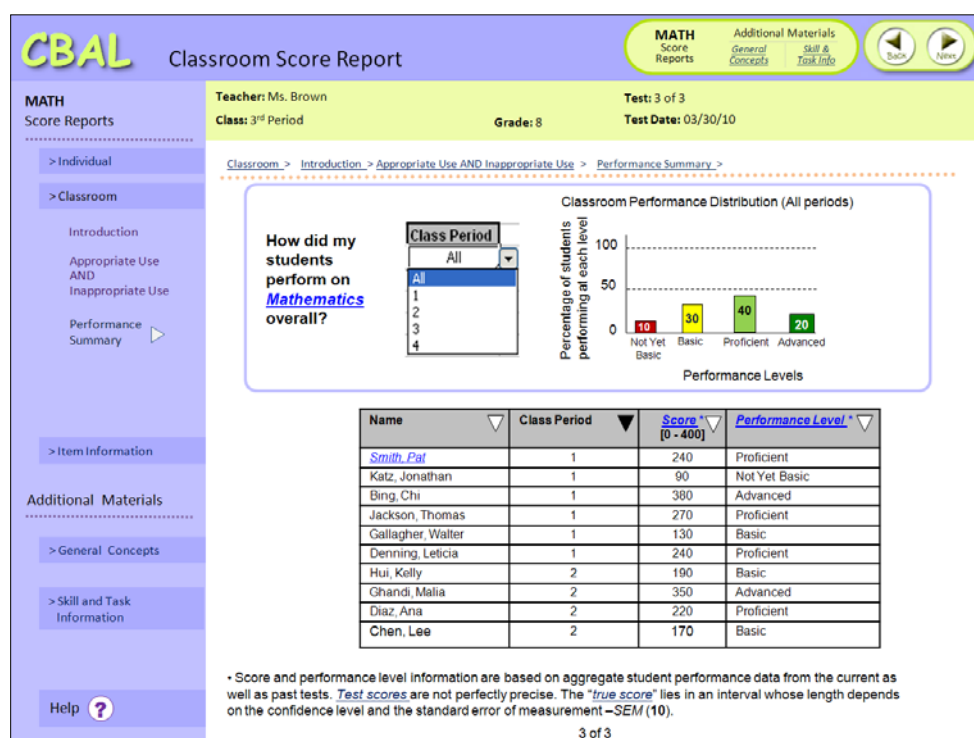 CBAL Classroom Score Report
MATH
Score
Reports
Additional Materials
General
Concepts
Skill &
Task Info
Back
Next
MATH
Score Reports
> Individual
> Classroom
Introduction
Appropriate Use
AND
Inappropriate Use
Performance
Summary
> Item Information
Additional Materials
> General Concepts
> Skill and Task
Information
Help ?
Teacher: Ms. Brown
Test: 3 of 3
Class: 3rd Period
Grade: 8
Test Date: 03/30/10
Classroom > Introduction > Appropriate Use AND Inappropriate Use > Performance Summary >
How did my
students
perform on
Mathematics
overall?
Class Period
All
All
1
2
3
4
Classroom Performance Distribution (All periods)
Percentage of students
performing at each level
100
50
0
10
30
40
20
Not Yet
Basic
Basic
Proficient
Advanced
Performance Levels
Name Class Period Score * Performance Level *
[0 - 400]
Smith, Pat 1 240 Proficient
Katz, Jonathan 1 90 Not Yet Basic
Bing, Chi 1 380 Advanced
Jackson, Thomas 1 270 Proficient
Gallagher, Walter 1 130 Basic
Denning, Leticia 1 240 Proficient
Hui, Kelly 2 190 Basic
Ghandi, Malia 2 350 Advanced
Diaz, Ana 2 220 Proficient
Chen, Lee 2 170 Basic
• Score and performance level information are based on aggregate student performance data from the current as
well as past tests. Test scores are not perfectly precise. The “true score” lies in an interval whose length depends
on the confidence level and the standard error of measurement –SEM (10).
3 of 3